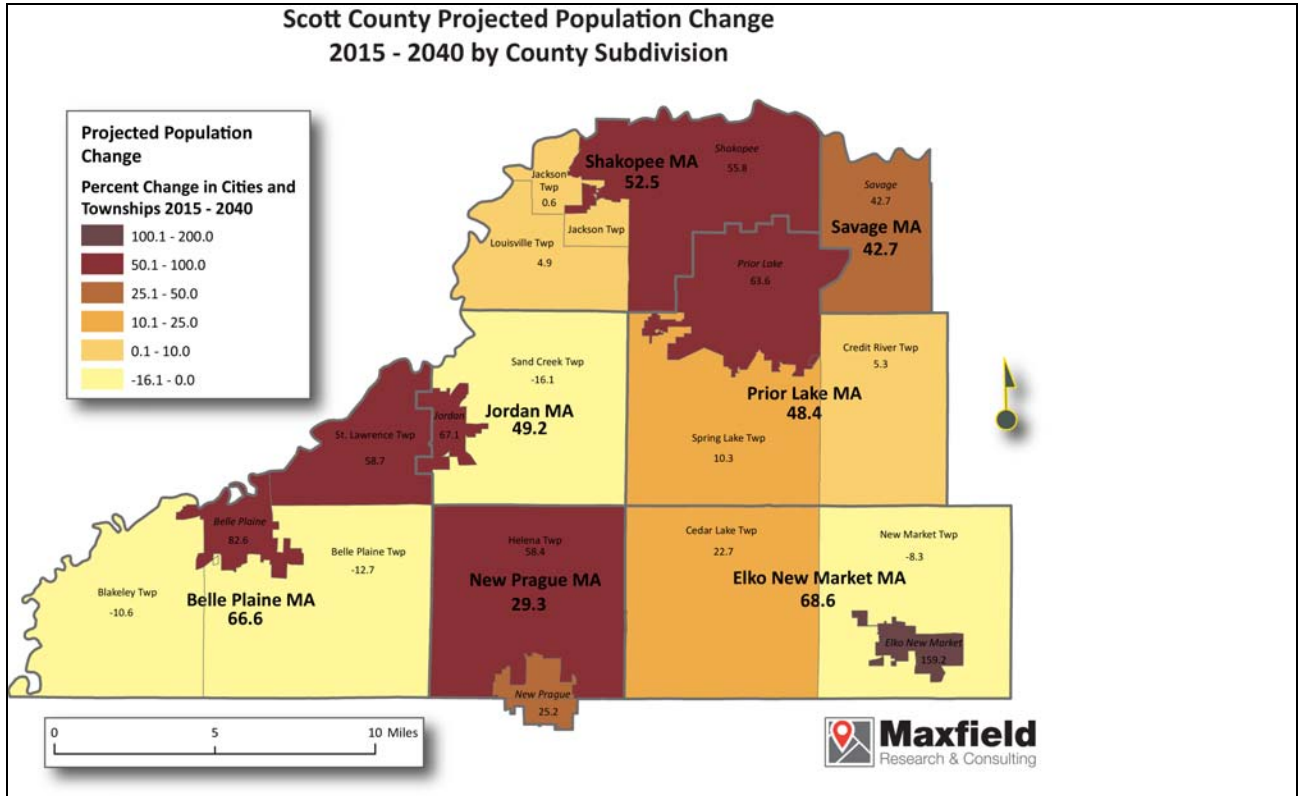 Scott County Projected Population Change
2015 - 2040 by County Subdivision
Projected Population
Change
Percent Change in Cities and
Townships 2015 - 2040
100.1 - 200.0
50.1 - 100.0
25.1 - 50.0
10.1 - 25.0
0.1 - 10.0
-16.1 - 0.0
Shakopee
55.8
Shakopee MA
52.5
Jackson
Twp
0.6
Jackson Twp
Louisville Twp
4.9
Savage
42.7
Savage MA
42.7
Prior Lake
63.6
Sand Creek Twp
-16.1
Jordan MA
49.2
Jordan
67.1
St. Lawrence Twp
58.7
Credit River Twp
5.3
Prior Lake MA
48.4
Spring Lake Twp
10.3
Belle Plaine
82.6
Belle Plaine Twp
-12.7
Blakeley Twp
-10.6
Belle Plaine MA
66.6
Helena Twp
58.4
New Prague MA
29.3
New Prague
25.2
Cedar Lake Twp
22.7
New Market Twp
-8.3
Elko New Market MA
68.6
Elko New Market
159.2
0 5 10 Miles
Maxfield
Research & Consulting